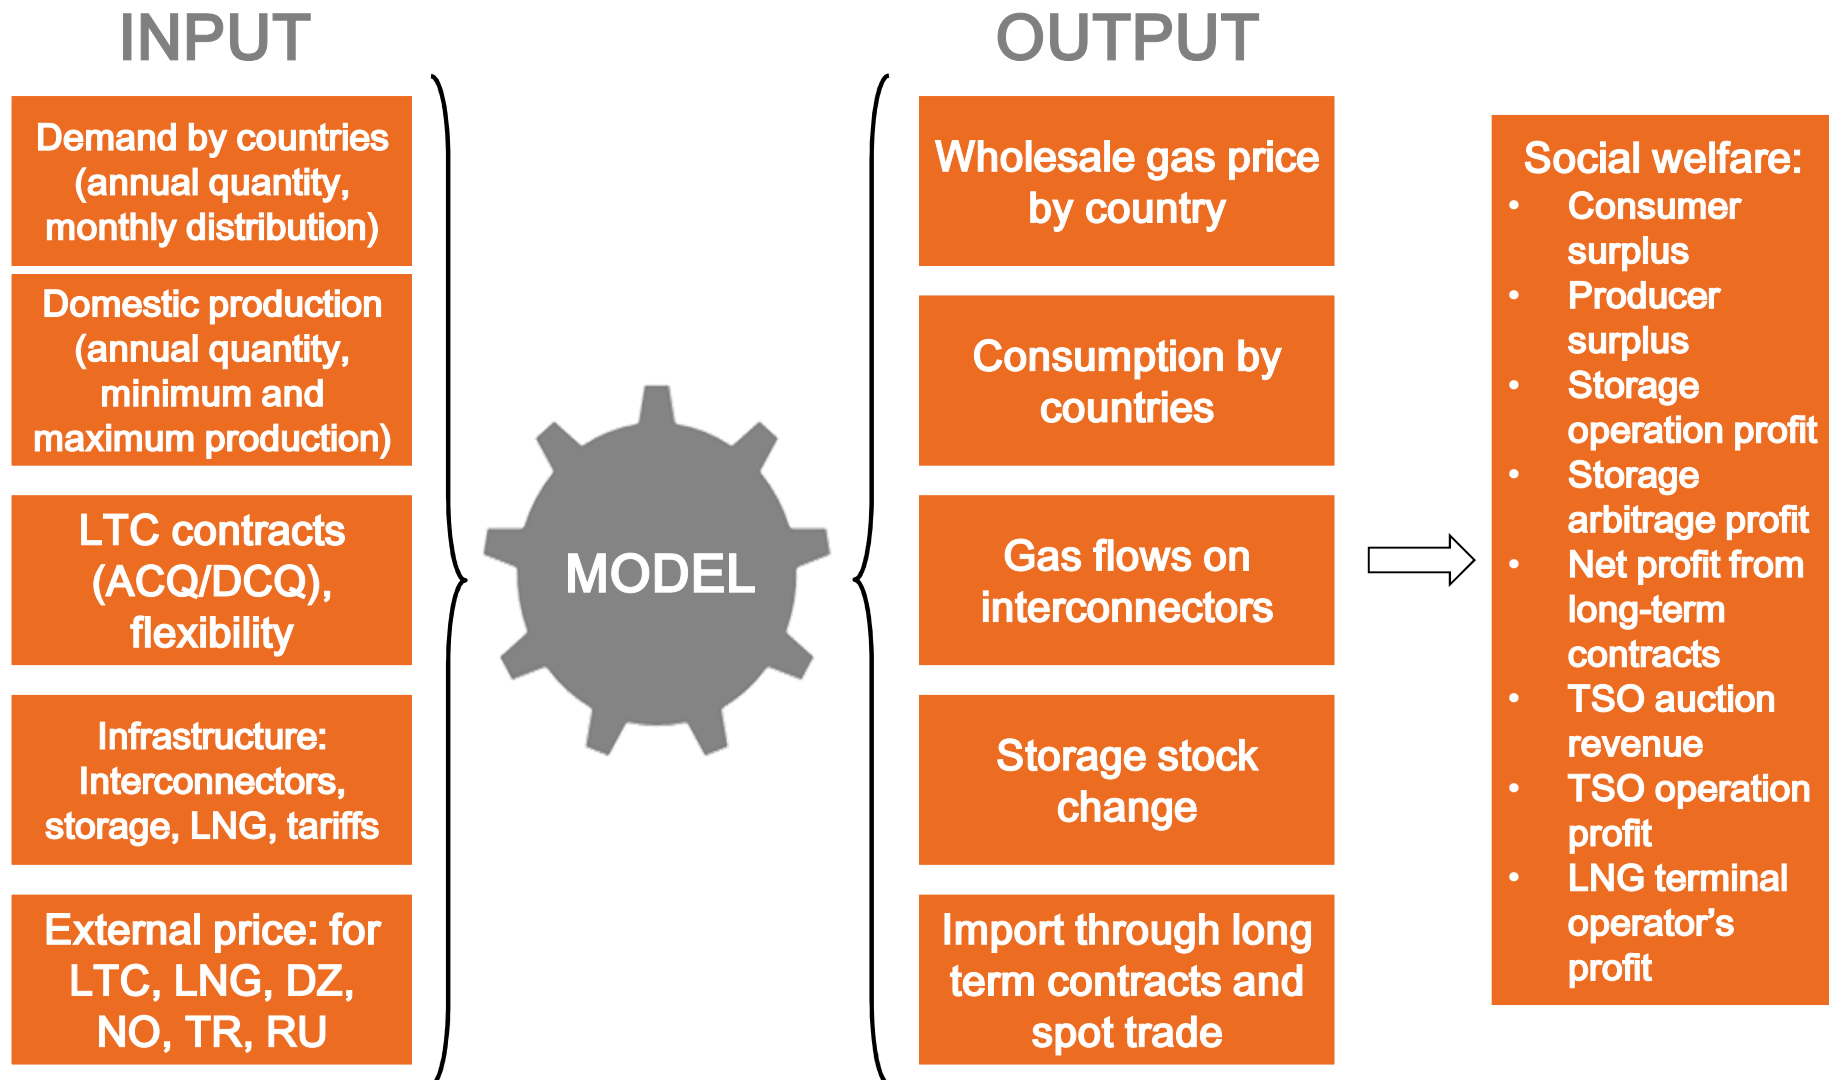 INPUT
Demand by countries
(annual quantity,
monthly distribution)
Domestic production
(annual quantity,
minimum and
maximum production)
LTC contracts
(ACQ/DCQ),
flexibility
Infrastructure:
Interconnectors,
storage, LNG, tariffs
External price: for
LTC, LNG, DZ,
NO, TR, RU
MODEL
OUTPUT
Wholesale gas price
by country
Consumption by
countries
Gas flows on
interconnectors
Storage stock
change
Import through long
term contracts and
spot trade
Social welfare:
• Consumer
surplus
• Producer
surplus
• Storage
operation profit
• Storage
arbitrage profit
• Net profit from
long-term
contracts
• TSO auction
revenue
• TSO operation
profit
• LNG terminal
operator’s
profit